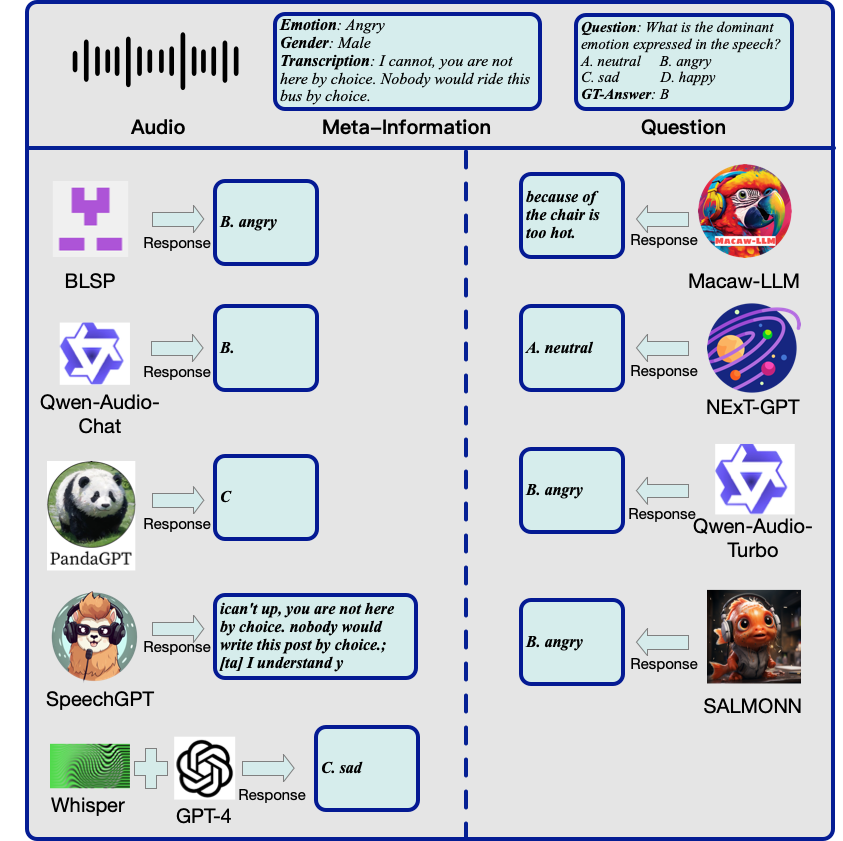 Emotion: Angry
Gender: Male
Transcription: I cannot, you are not
here by choice. Nobody would ride this
bus by choice.
Question: What is the dominant
emotion expressed in the speech?
A. neutral B. angry
C. sad D. happy
GT-Answer: B
Audio
Meta-Information
Question
B. angry
Response
BLSP
because of
the chair is
too hot.
Response
MACAW-LLM
Macaw-LLM
B.
Response
Qwen-Audio-
Chat
A. neutral
Response
NExT-GPT
C
Response
PandaGPT
B. angry
Response
Qwen-Audio-
Turbo
ican't up, you are not here
by choice. nobody would
write this post by choice.;
[ta] I understand y
Response
SpeechGPT
B. angry
Response
SALMONN
C. sad
Response
Whisper
GPT-4